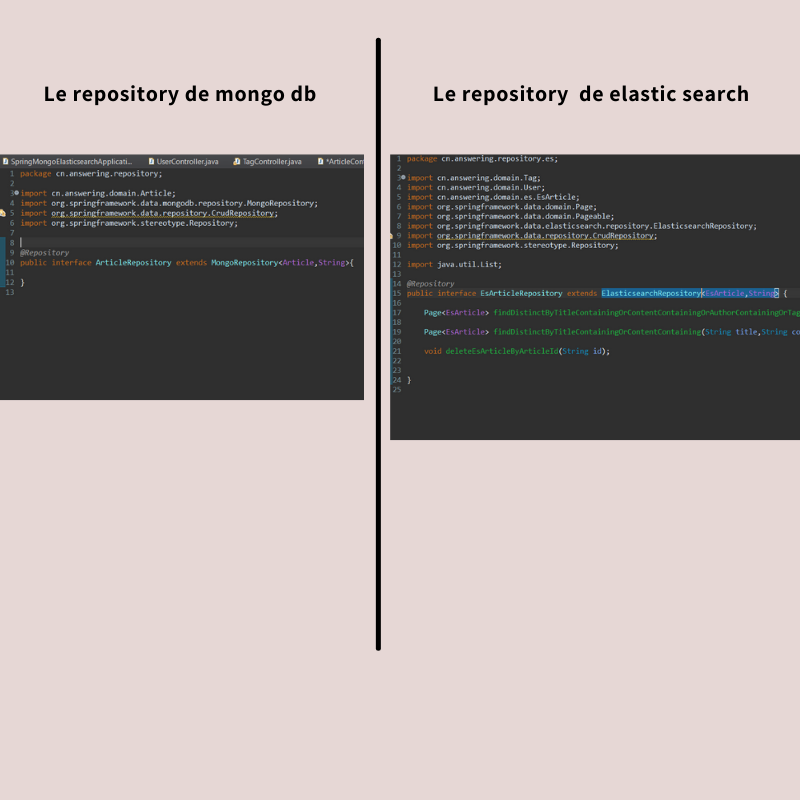 Le repository de mongo db
SpringMongoElasticsearchApplicati... UserController.java TagController.java *ArticleCon
1 package cn.answering.repository;
2
3 import cn.answering.domain.Article;
4 import org.springframework.data.mongodb.repository.MongoRepository;
5 import org.springframework.data.repository.CrudRepository;
6 import org.springframework.stereotype.Repository;
7
8
9 @Repository
10 public interface ArticleRepository extends MongoRepository<Article,String>{
11
12 }
13
Le repository de elastic search
1 package cn.answering.repository.es;
2
3 import cn.answering.domain.Tag;
4 import cn.answering.domain.User;
5 import cn.answering.domain.es.EsArticle;
6 import org.springframework.data.domain.Page;
7 import org.springframework.data.domain.Pageable;
8 import org.springframework.data.elasticsearch.repository.ElasticsearchRepository;
9 import org.springframework.data.repository.CrudRepository;
10 import org.springframework.stereotype.Repository;
11
12 import java.util.List;
13
14 @Repository
15 public interface EsArticleRepository extends ElasticsearchRepository<EsArticle,String> {
16
17 Page<EsArticle> findDistinctByTitleContainingOrContentContainingOrAuthorContainingOrTag
18
19 Page<EsArticle> findDistinctByTitleContainingOrContentContaining(String title,String co
20
21 void deleteEsArticleByArticleId(String id);
22
23
24 }
25